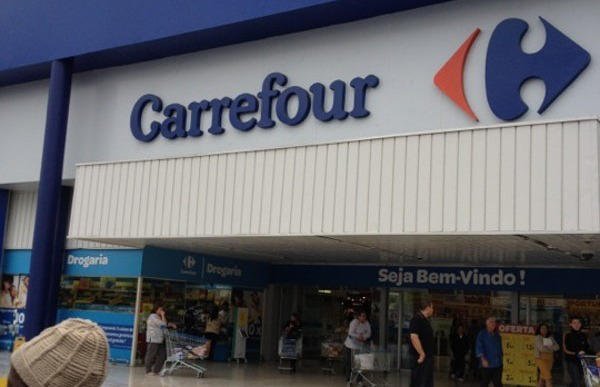 Carrefour
Drogaria
Drogaria
Seja Bem-Vindo !
OFERTA